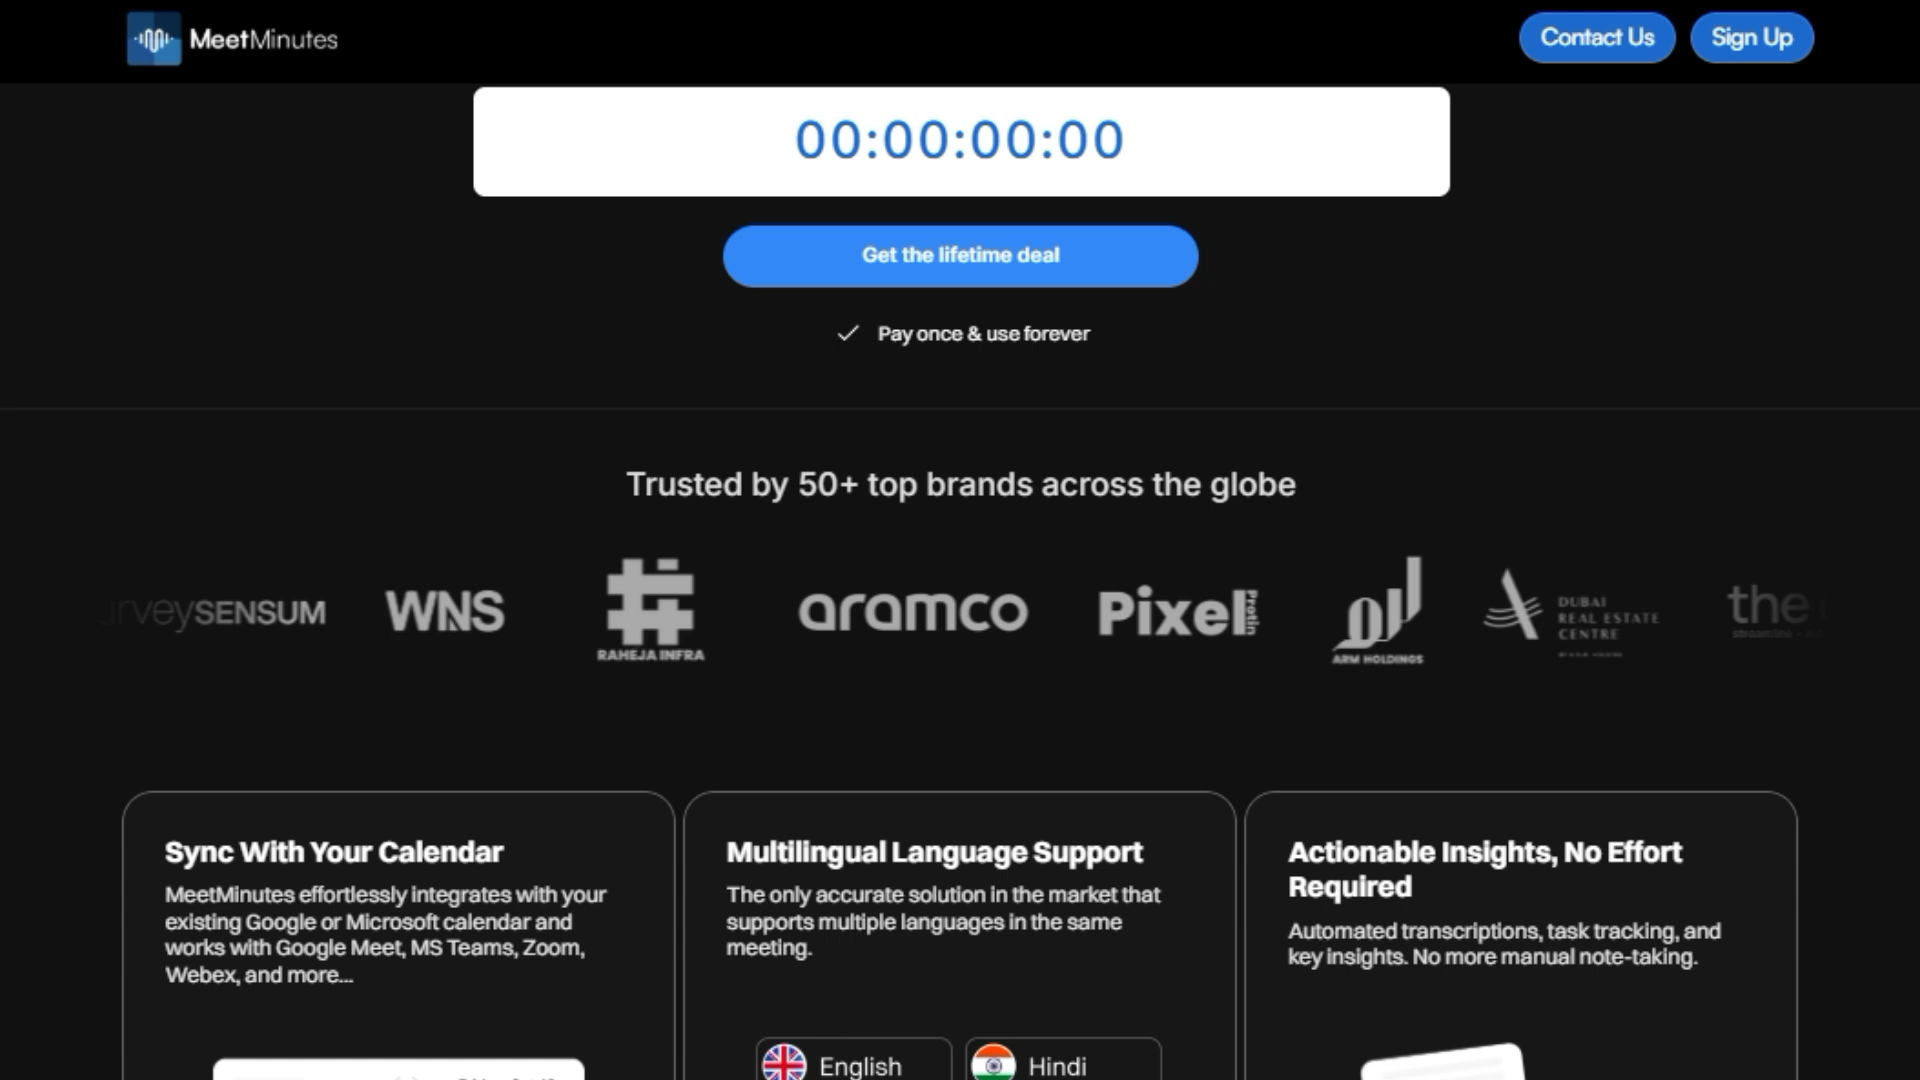 MeetMinutes
Contact Us
Sign Up
00:00:00:00
Get the lifetime deal
Pay once & use forever
Trusted by 50+ top brands across the globe
urveySENSUM
WNS
RAHEJA INFRA
aramco
Pixel
Protin
ARM HOLDINGS
DUBAI
REAL ESTATE
CENTRE
the
Sync With Your Calendar
MeetMinutes effortlessly integrates with your
existing Google or Microsoft calendar and
works with Google Meet, MS Teams, Zoom,
Webex, and more...
Multilingual Language Support
The only accurate solution in the market that
supports multiple languages in the same
meeting.
English
Hindi
Actionable Insights, No Effort
Required
Automated transcriptions, task tracking, and
key insights. No more manual note-taking.